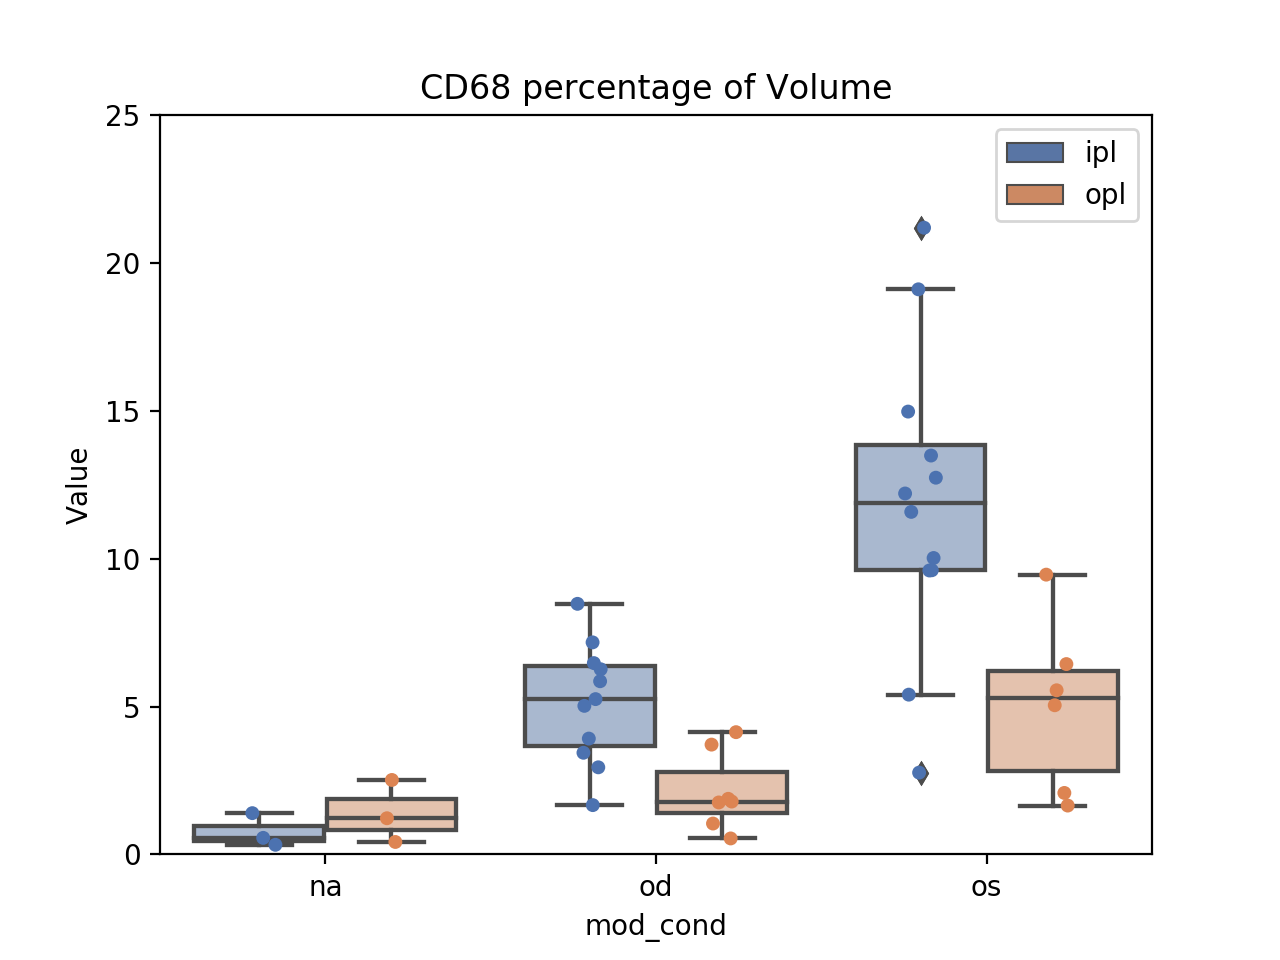 CD68 percentage of Volume
25
20
15
10
5
0
Value
ipl
opl
na
od
os
mod_cond